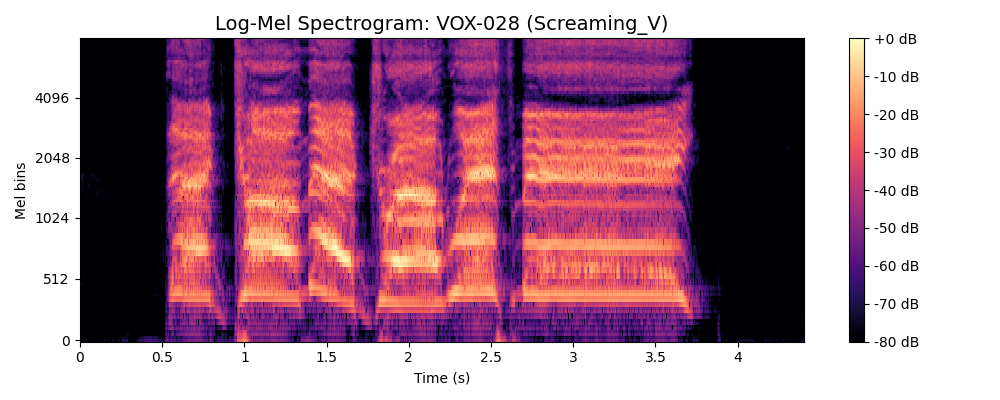 Log-Mel Spectrogram: VOX-028 (Screaming_V)
Mel bins
4096
2048
1024
512
0
0 0.5 1 1.5 2 2.5 3 3.5 4
Time (s)
+0 dB
-10 dB
-20 dB
-30 dB
-40 dB
-50 dB
-60 dB
-70 dB
-80 dB